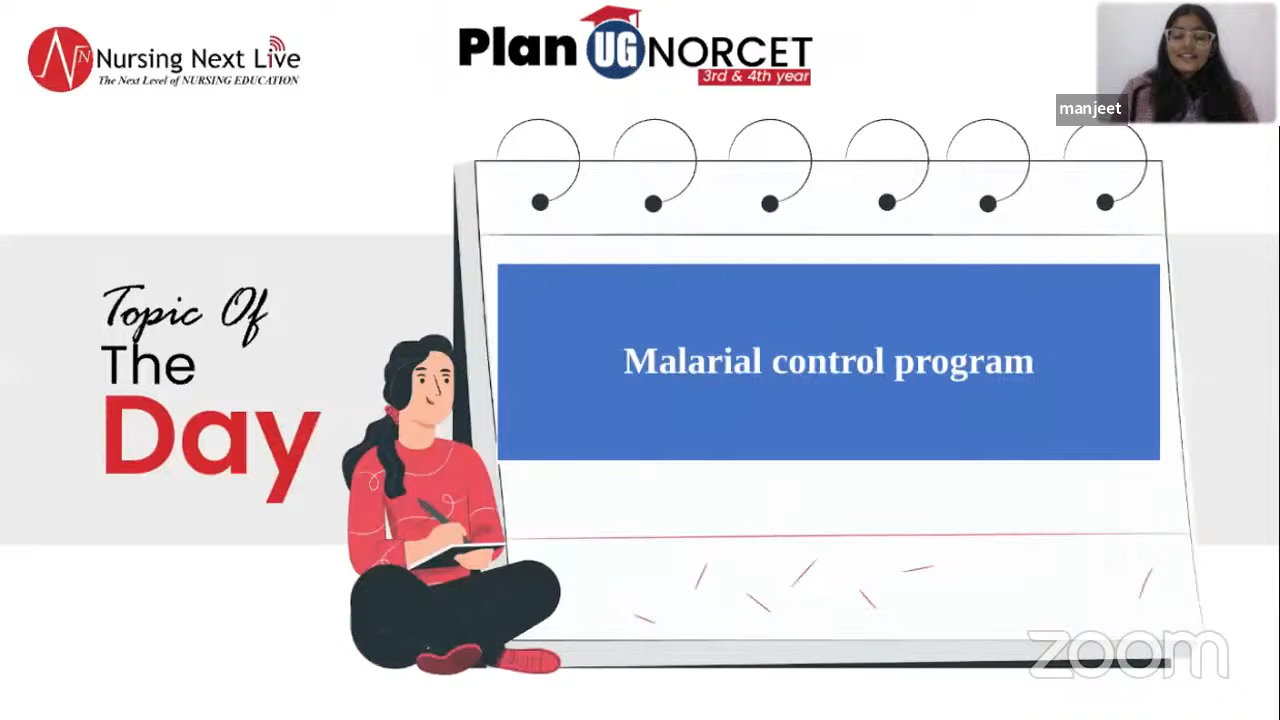 Nursing Next Live
The Next Level of NURSING EDUCATION
Plan UG NORCET
3rd & 4th year
manjeet
Topic Of
The
Day
Malarial control program
zoom